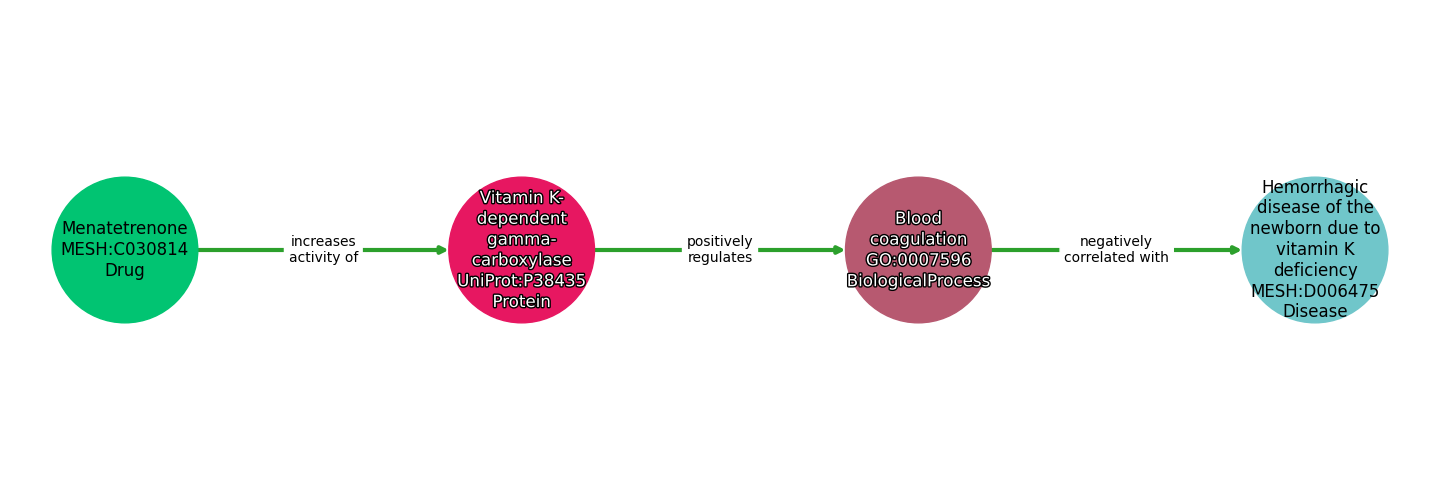 Menatetrenone
MESH:C030814
Drug
increases
activity of
Vitamin K-
dependent
gamma-
carboxylase
UniProt:P38435
Protein
positively
regulates
Blood
coagulation
GO:0007596
BiologicalProcess
negatively
correlated with
Hemorrhagic
disease of the
newborn due to
vitamin K
deficiency
MESH:D006475
Disease